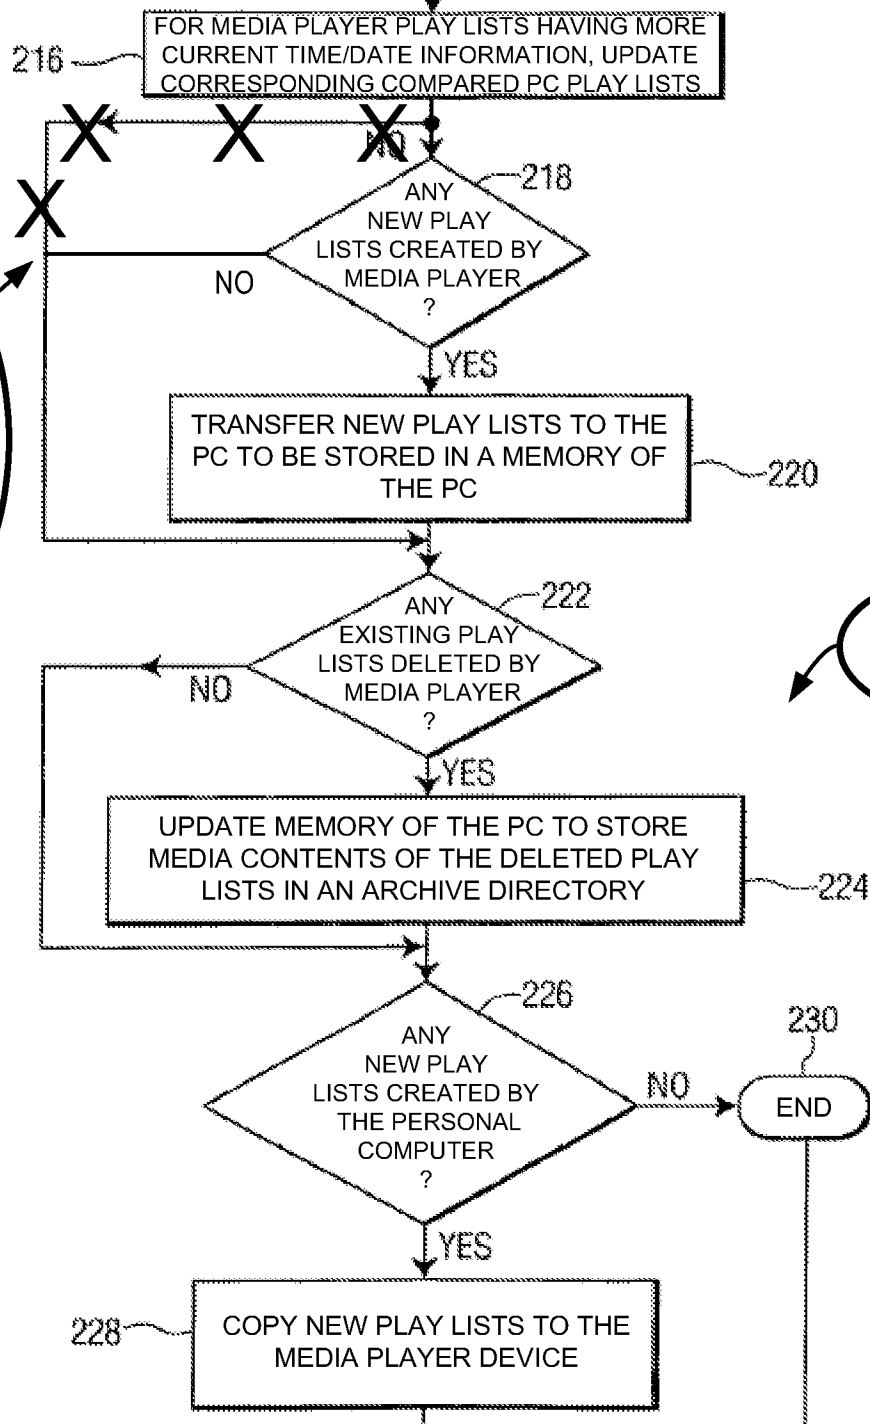 FOR MEDIA PLAYER PLAY LISTS HAVING MORE
CURRENT TIME/DATE INFORMATION, UPDATE
CORRESPONDING COMPARED PC PLAY LISTS
216
X X X
NO
X
218
ANY
NEW PLAY
LISTS CREATED BY
MEDIA PLAYER
?
NO
YES
TRANSFER NEW PLAY LISTS TO THE
PC TO BE STORED IN A MEMORY OF
THE PC
220
222
ANY
EXISTING PLAY
LISTS DELETED BY
MEDIA PLAYER
?
NO
YES
UPDATE MEMORY OF THE PC TO STORE
MEDIA CONTENTS OF THE DELETED PLAY
LISTS IN AN ARCHIVE DIRECTORY
224
226
ANY
NEW PLAY
LISTS CREATED BY
THE PERSONAL
COMPUTER
?
NO
230
END
YES
228
COPY NEW PLAY LISTS TO THE
MEDIA PLAYER DEVICE